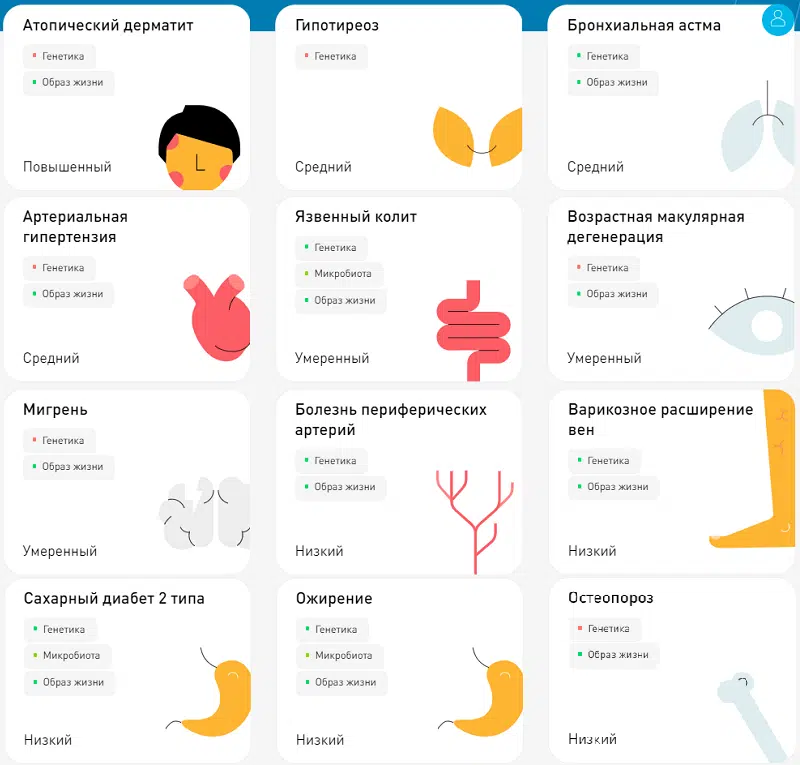 Атопический дерматит
Генетика
Образ жизни
Повышенный
Гипотиреоз
Генетика
Средний
Бронхиальная астма
Генетика
Образ жизни
Средний
Артериальная
гипертензия
Генетика
Образ жизни
Средний
Язвенный колит
Генетика
Микробиота
Образ жизни
Умеренный
Возрастная макулярная
дегенерация
Генетика
Образ жизни
Умеренный
Мигрень
Генетика
Образ жизни
Умеренный
Болезнь периферических
артерий
Генетика
Образ жизни
Низкий
Варикозное расширение
вен
Генетика
Образ жизни
Низкий
Сахарный диабет 2 типа
Генетика
Микробиота
Образ жизни
Низкий
Ожирение
Генетика
Микробиота
Образ жизни
Низкий
Остеопороз
Генетика
Образ жизни
Низкий